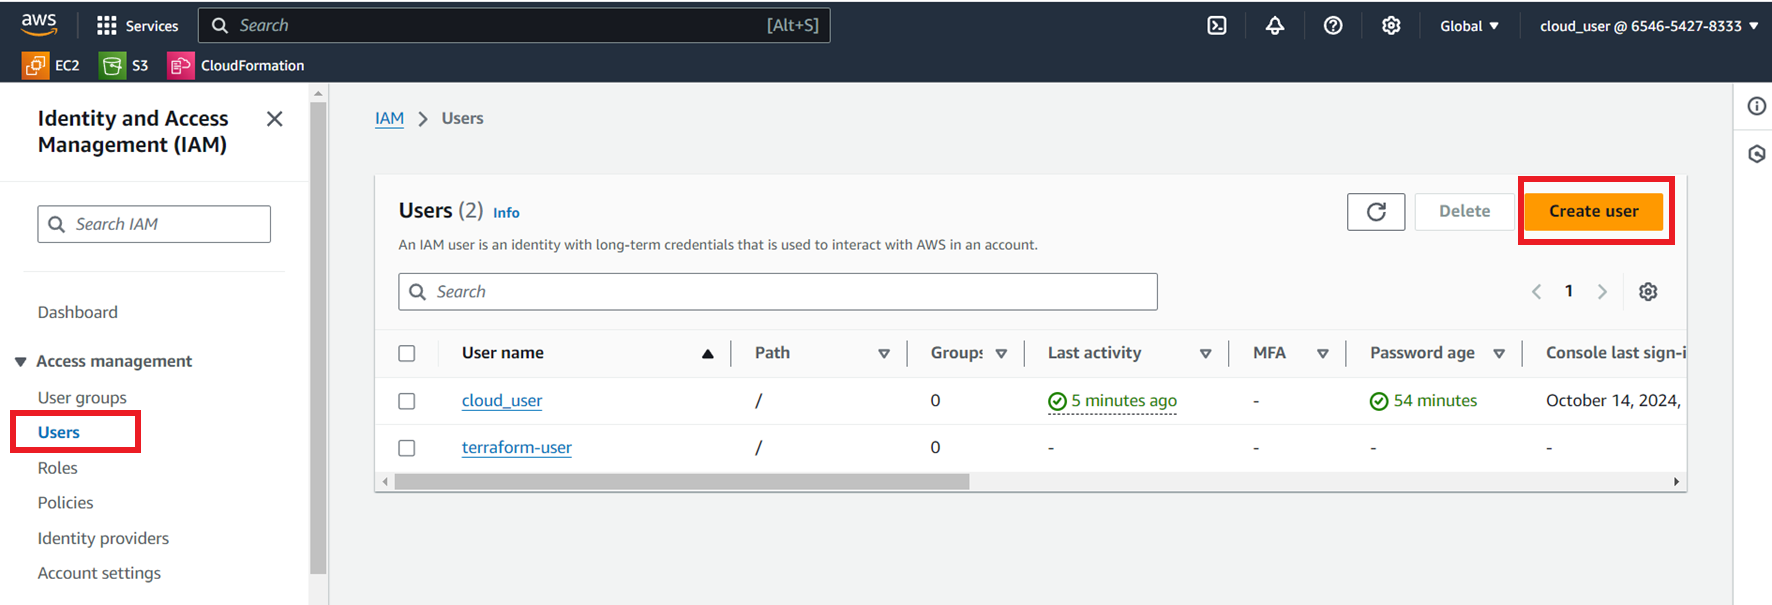 aws
Services
Search
[Alt+S]
Global
cloud_user @ 6546-5427-8333
EC2
S3
CloudFormation
Identity and Access
Management (IAM)
Search IAM
Dashboard
Access management
User groups
Users
Roles
Policies
Identity providers
Account settings
IAM > Users
Users (2) Info
Delete
Create user
An IAM user is an identity with long-term credentials that is used to interact with AWS in an account.
Search
1
User name Path Groups Last activity MFA Password age Console last sign-i
cloud_user / 0 5 minutes ago - 54 minutes October 14, 2024,
terraform-user / 0 - - - -